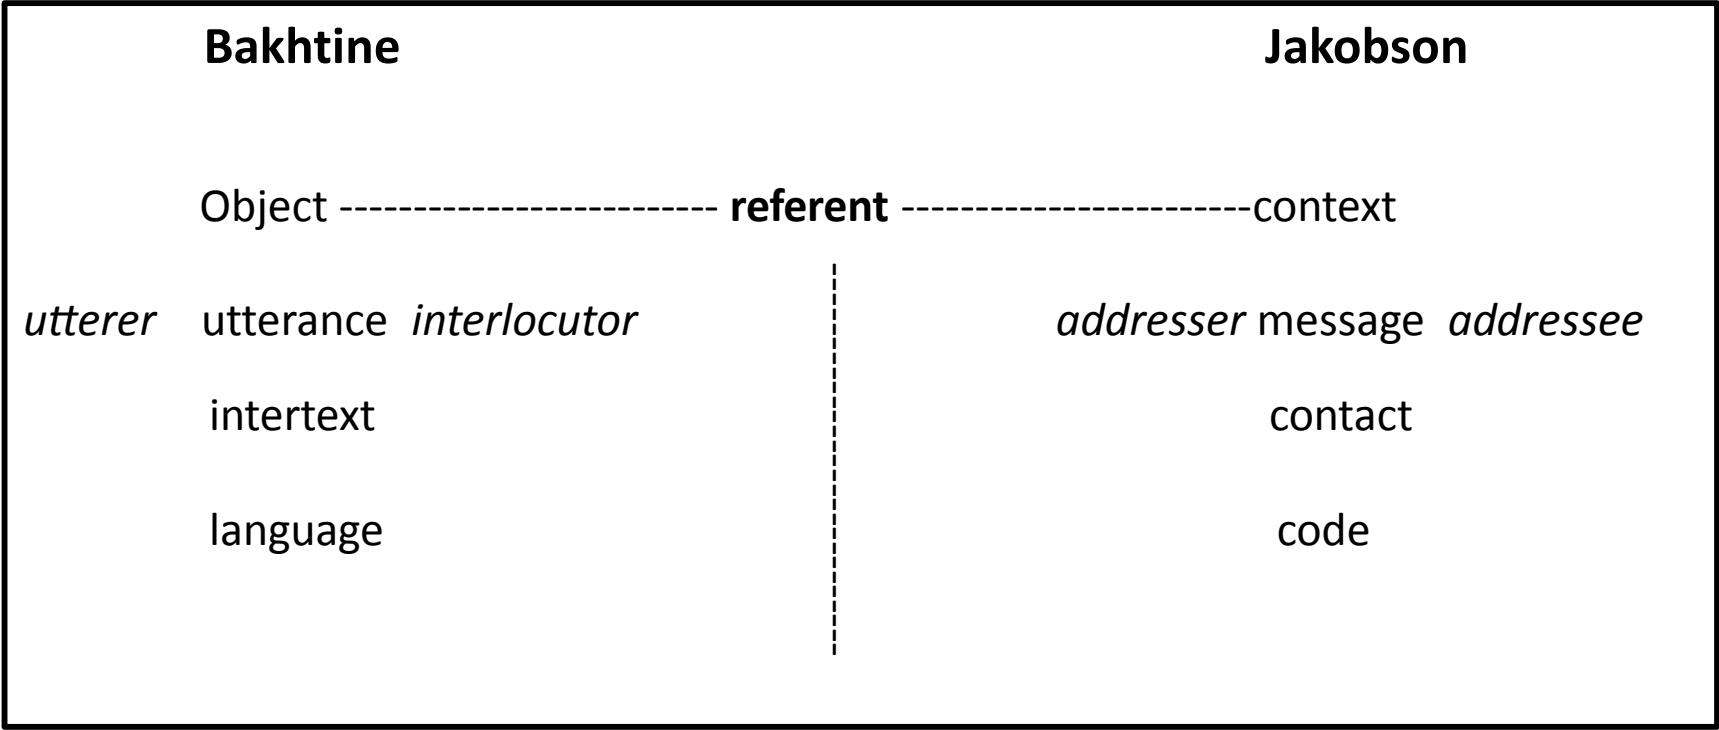 Bakhtine Jakobson
Object -------------------------- referent ------------------------context
utterer utterance interlocutor addresser message addressee
intertext contact
language code